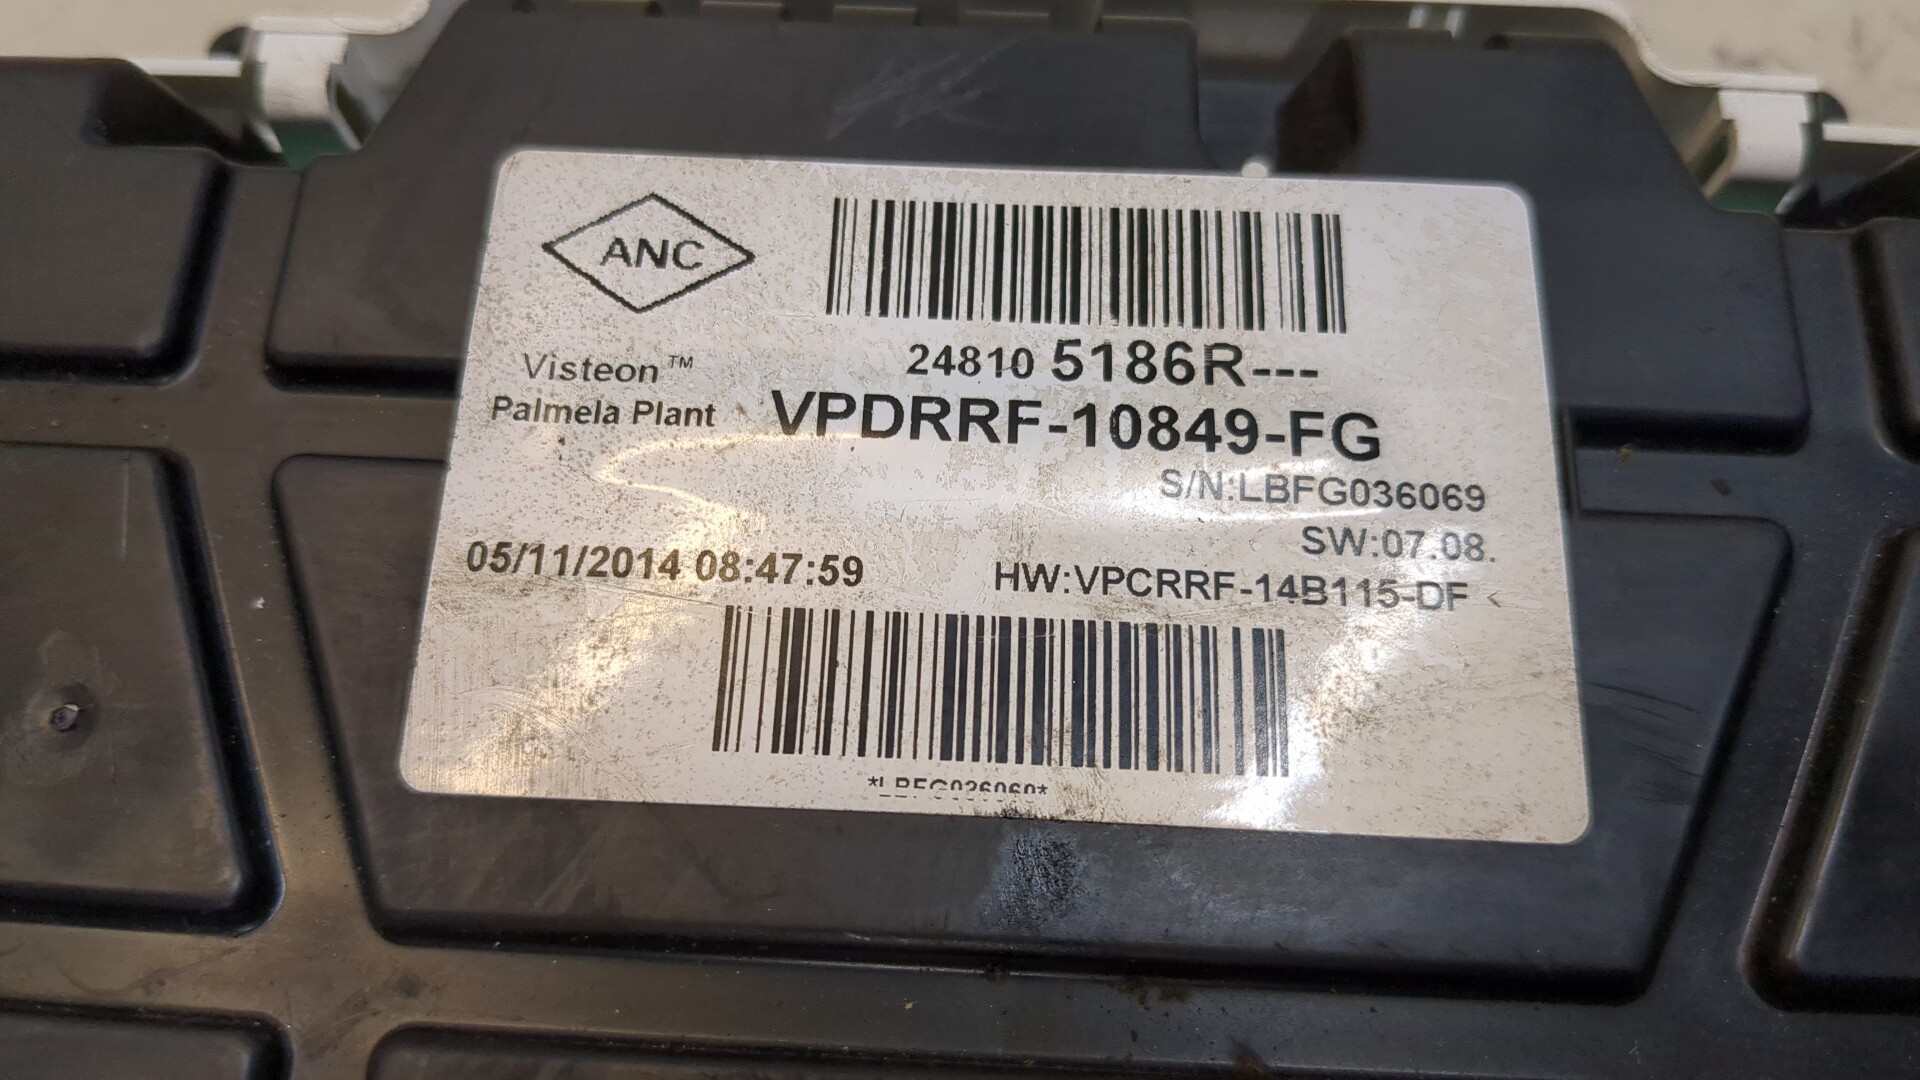 ANC
Visteon™
Palmela Plant
24810 5186R---
VPDRRF-10849-FG
S/N:LBFG036069
SW:07.08.
05/11/2014 08:47:59
HW:VPCRRF-14B115-DF
*LBFG036069*